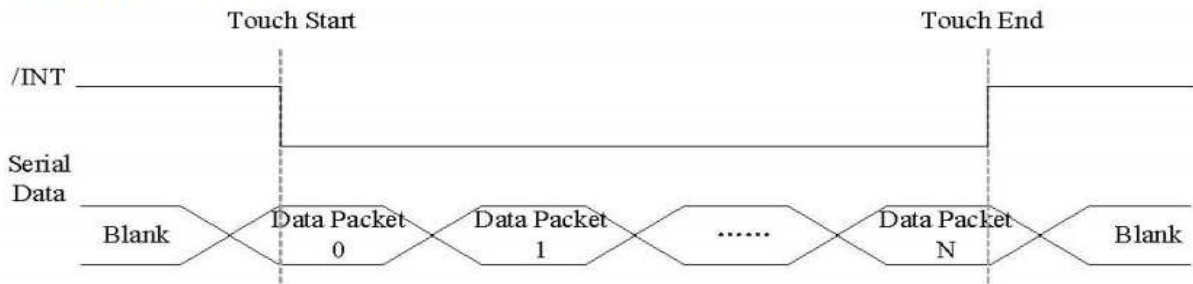 Touch Start
Touch End
/INT
Serial
Data
Blank
Data Packet
0
Data Packet
1
......
Data Packet
N
Blank